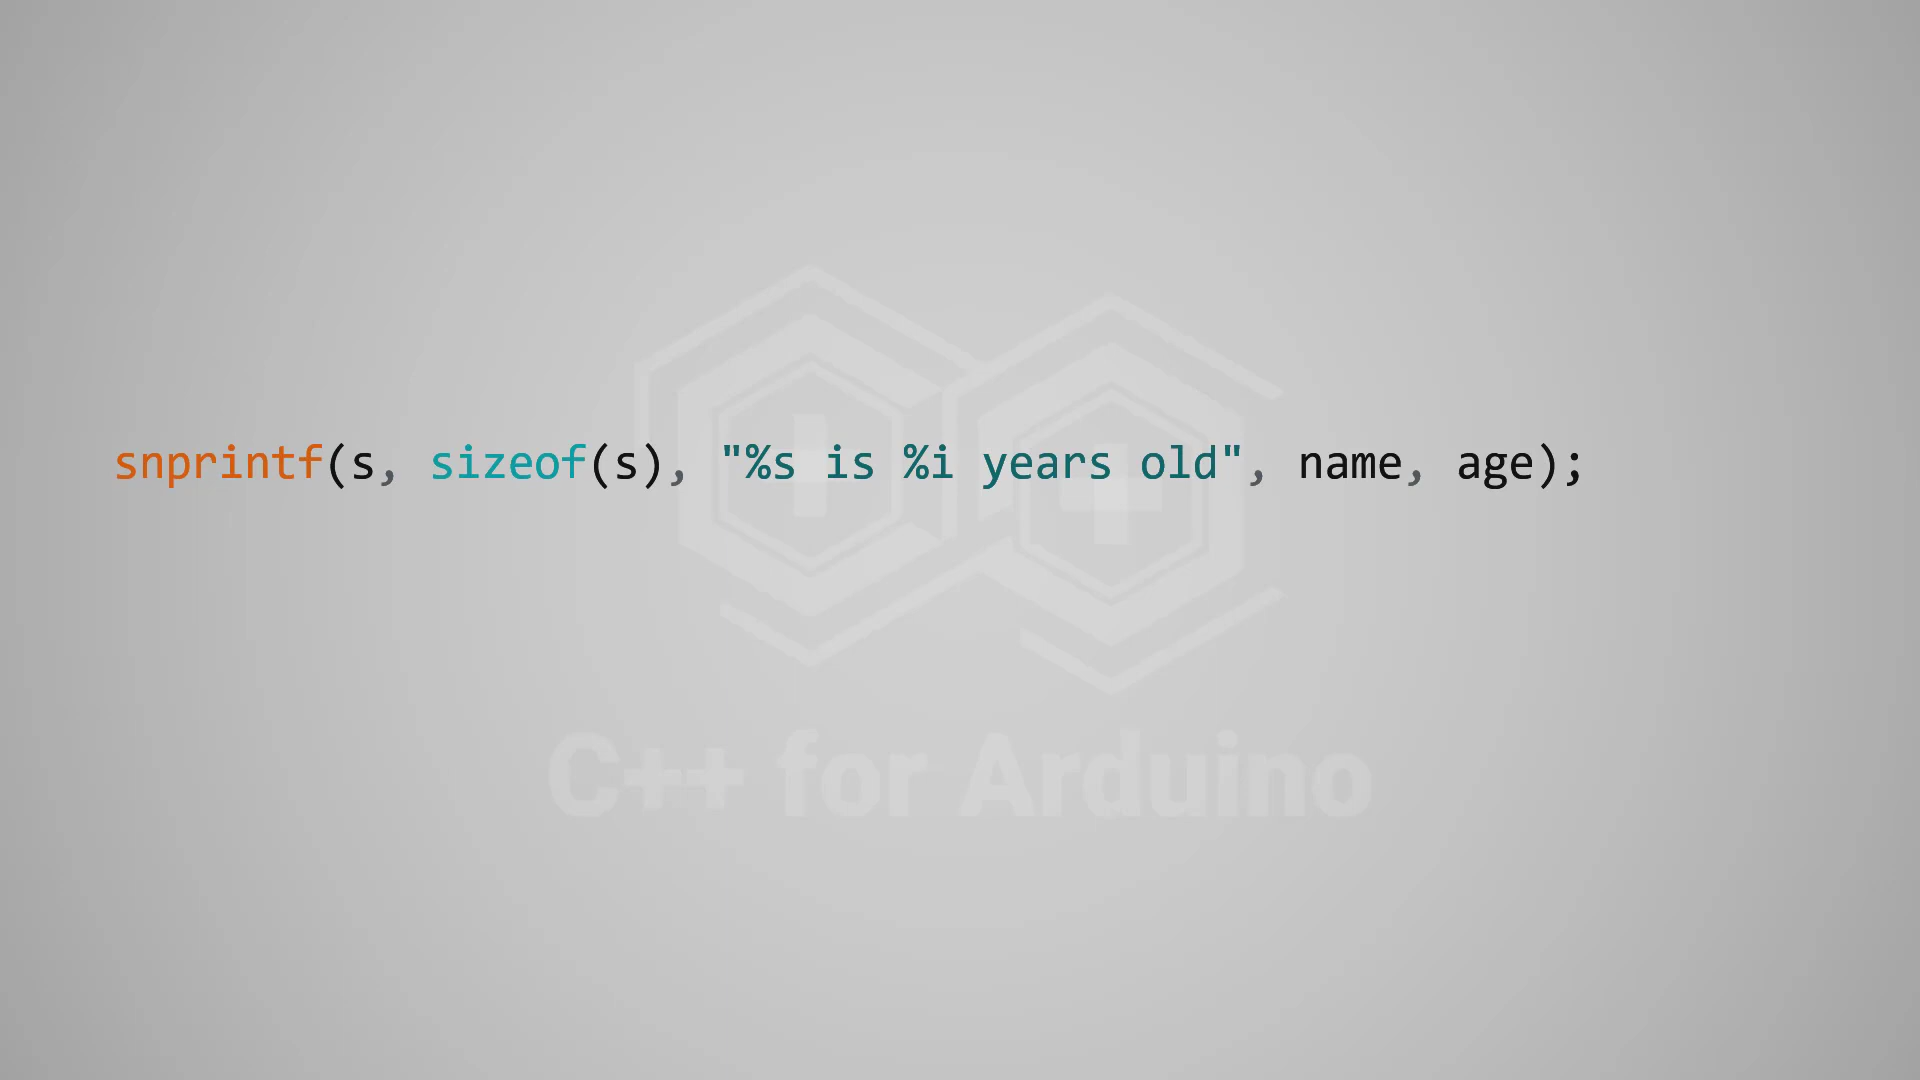 snprintf(s, sizeof(s), "%s is %i years old", name, age);
C++ for Arduino